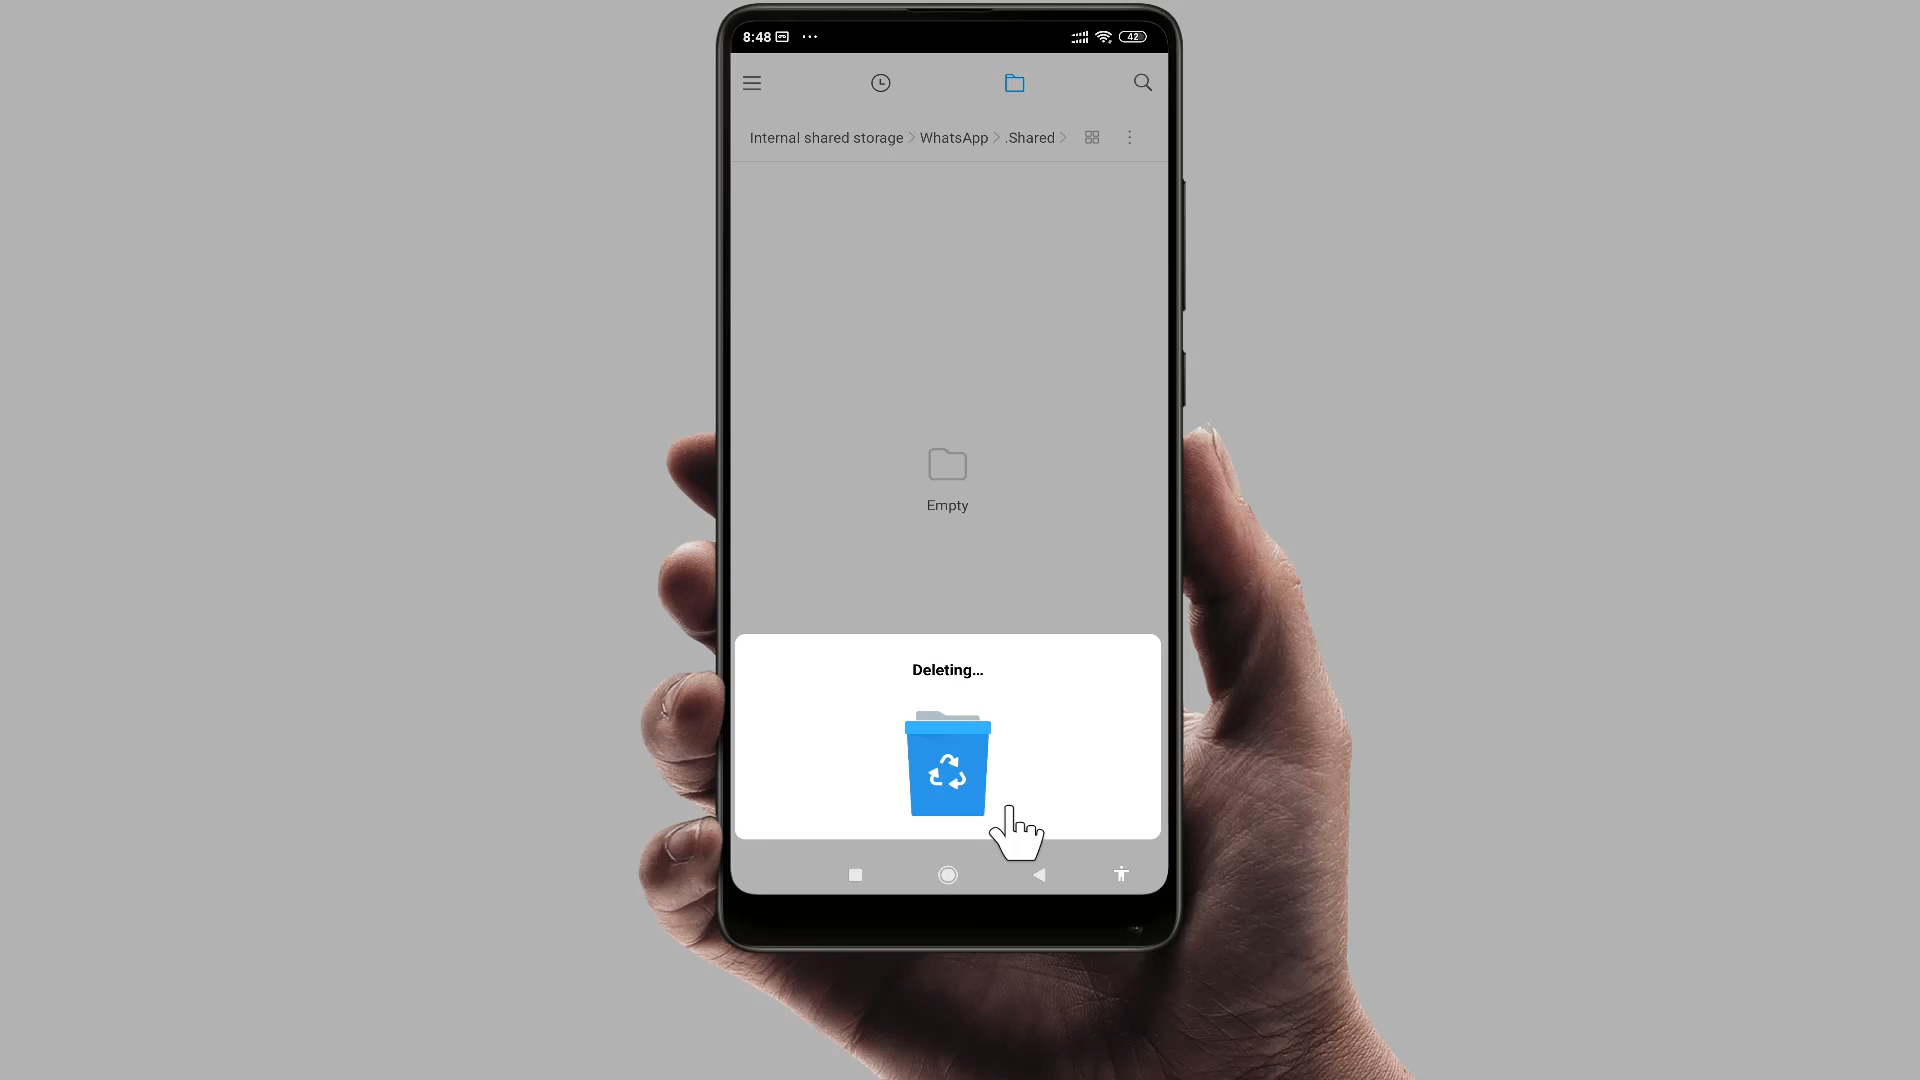 8:48
42
Internal shared storage > WhatsApp > .Shared >
Empty
Deleting...